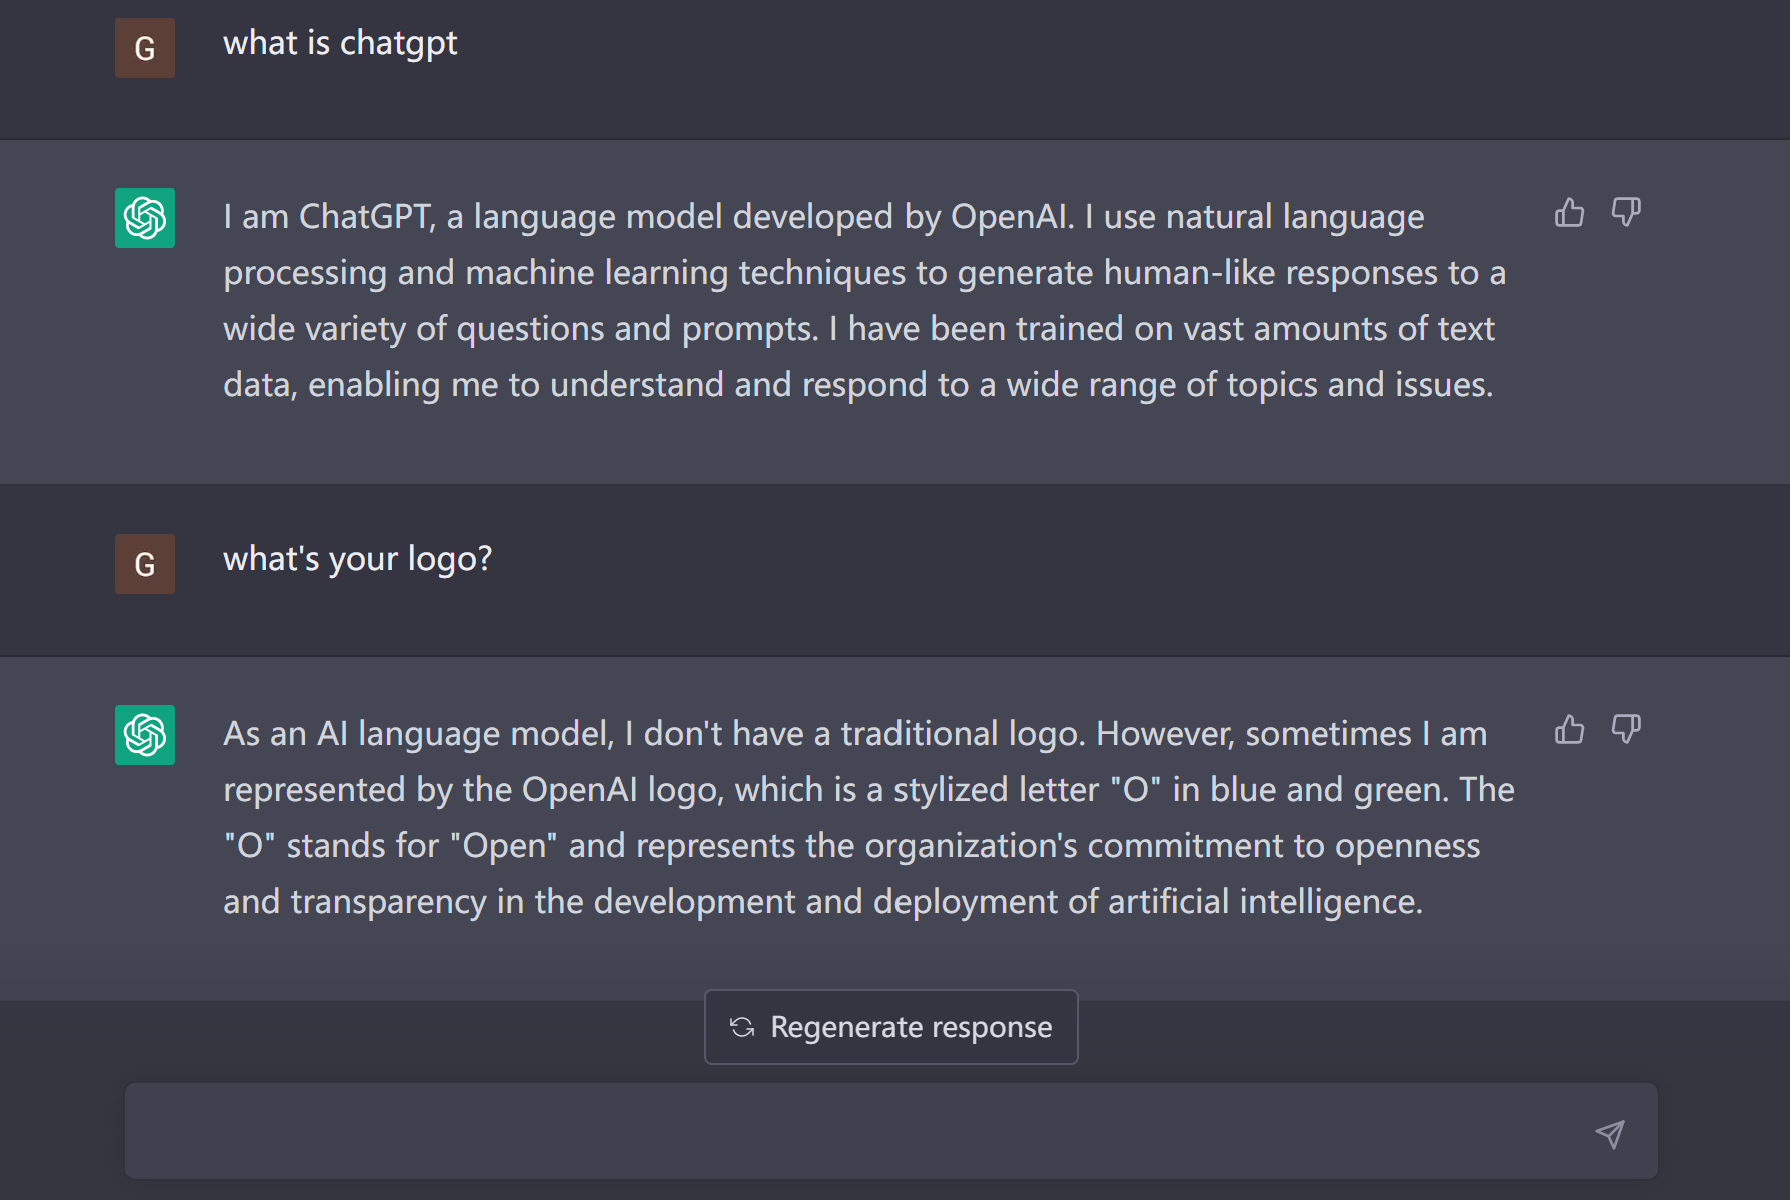 G
what is chatgpt
I am ChatGPT, a language model developed by OpenAI. I use natural language
processing and machine learning techniques to generate human-like responses to a
wide variety of questions and prompts. I have been trained on vast amounts of text
data, enabling me to understand and respond to a wide range of topics and issues.
G
what's your logo?
As an AI language model, I don't have a traditional logo. However, sometimes I am
represented by the OpenAI logo, which is a stylized letter "O" in blue and green. The
"O" stands for "Open" and represents the organization's commitment to openness
and transparency in the development and deployment of artificial intelligence.
Regenerate response